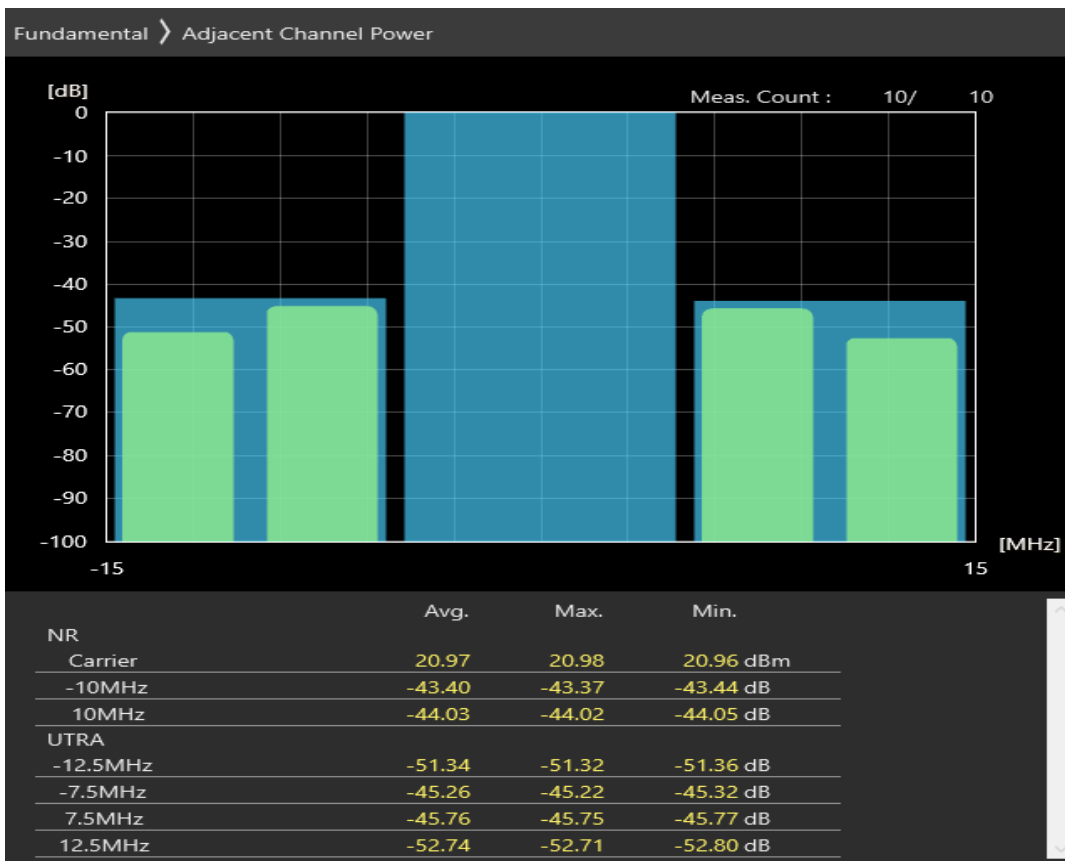 Fundamental 〉 Adjacent Channel Power
[dB]
Meas. Count : 10/ 10
0
-10
-20
-30
-40
-50
-60
-70
-80
-90
-100
[MHz]
-15 15
Avg. Max. Min.
NR
Carrier 20.97 20.98 20.96 dBm
-10MHz -43.40 -43.37 -43.44 dB
10MHz -44.03 -44.02 -44.05 dB
UTRA
-12.5MHz -51.34 -51.32 -51.36 dB
-7.5MHz -45.26 -45.22 -45.32 dB
7.5MHz -45.76 -45.75 -45.77 dB
12.5MHz -52.74 -52.71 -52.80 dB